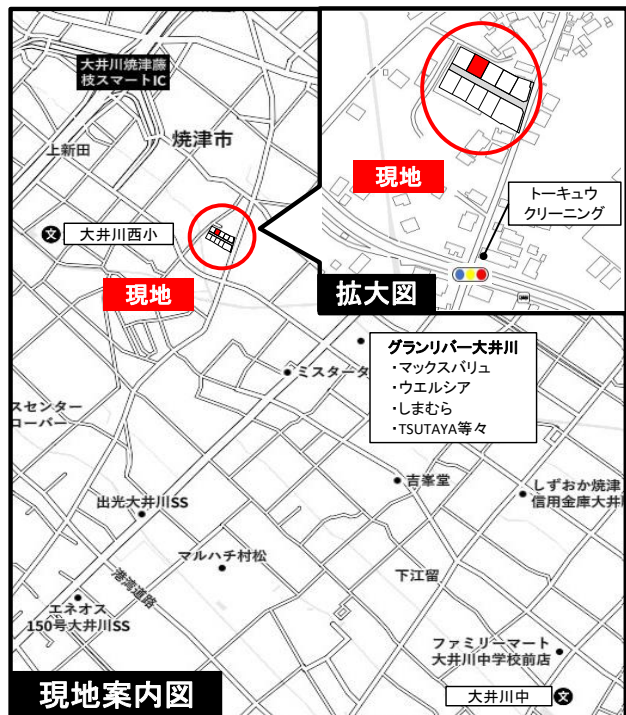 大井川焼津藤
枝スマートIC
上新田
焼津市
文
大井川西小
現地
現地
トーキュウ
クリーニング
拡大図
グランリバー大井川
・マックスバリュ
・ウエルシア
・しまむら
・TSUTAYA等々
ミスタータ
スセンター
ローバー
吉峯堂
しずおか焼津
信用金庫大井川
出光大井川SS
マルハチ村松
港湾道路
下江留
エネオス
150号大井川SS
ファミリーマート
大井川中学校前店
現地案内図
大井川中
文